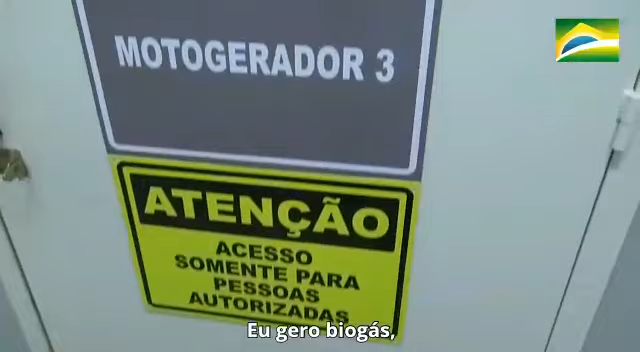 MOTOGERADOR 3
ATENÇÃO
ACESSO
SOMENTE PARA
PESSOAS
AUTORIZADAS
Eu gero biogás,